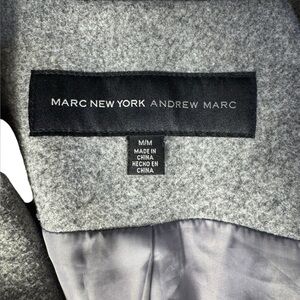 MARC NEW YORK ANDREW MARC
M/M
MADE IN
CHINA
HECHO EN
CHINA